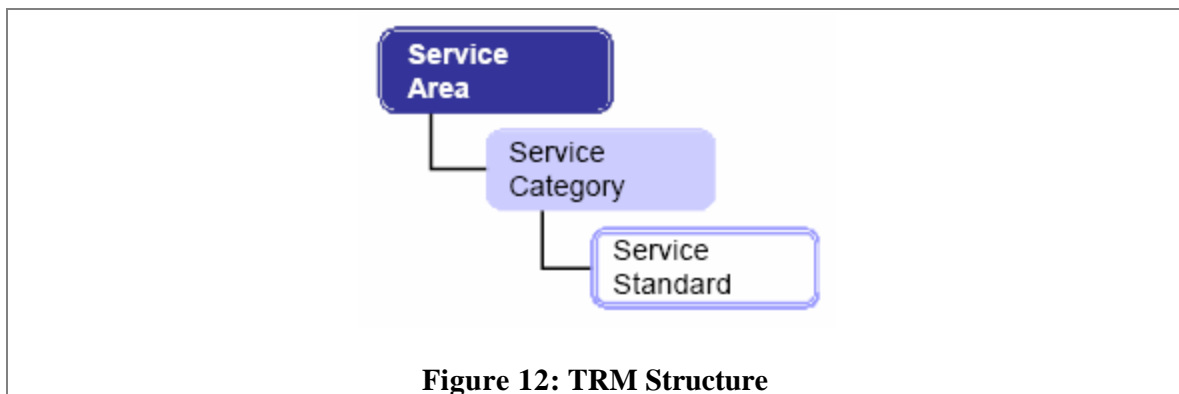 Service
Area
Service
Category
Service
Standard
Figure 12: TRM Structure